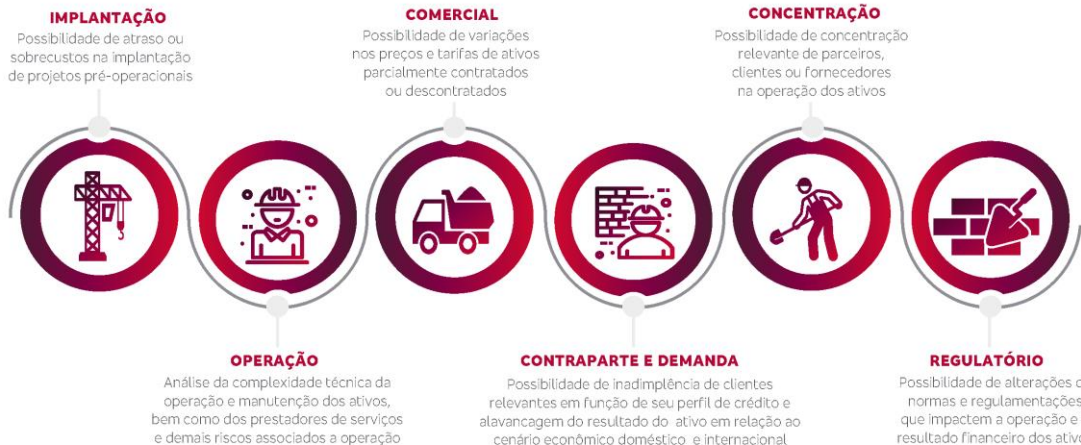 IMPLANTAÇÃO
Possibilidade de atraso ou
sobrecustos na implantação
de projetos pré-operacionais
COMERCIAL
Possibilidade de variações
nos preços e tarifas de ativos
parcialmente contratados
ou descontratados
CONCENTRAÇÃO
Possibilidade de concentração
relevante de parceiros,
clientes ou fornecedores
na operação dos ativos
OPERAÇÃO
Análise da complexidade técnica da
operação e manutenção dos ativos,
bem como dos prestadores de serviços
e demais riscos associados a operação
CONTRAPARTE E DEMANDA
Possibilidade de inadimplência de clientes
relevantes em função de seu perfil de crédito e
alavancagem do resultado do ativo em relação ao
cenário econômico doméstico e internacional
REGULATÓRIO
Possibilidade de alterações
normas e regulamentações
que impactem a operação e
resultado financeiro dos